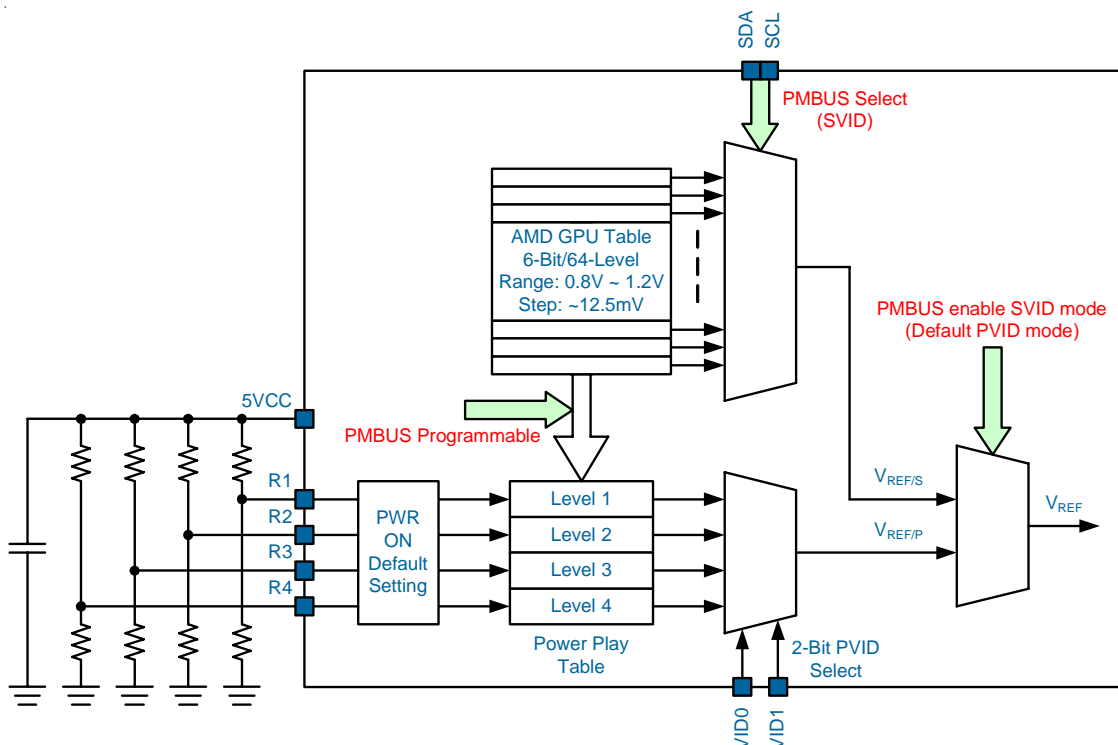 SDA
SCL
PMBUS Select
(SVID)
AMD GPU Table
6-Bit/64-Level
Range: 0.8V ~ 1.2V
Step: ~12.5mV
PMBUS enable SVID mode
(Default PVID mode)
5VCC
PMBUS Programmable
R1
R2
R3
R4
PWR
ON
Default
Setting
Level 1
Level 2
Level 3
Level 4
Power Play
Table
VREF/S
VREF/P
VREF
2-Bit PVID
Select
VID0
VID1